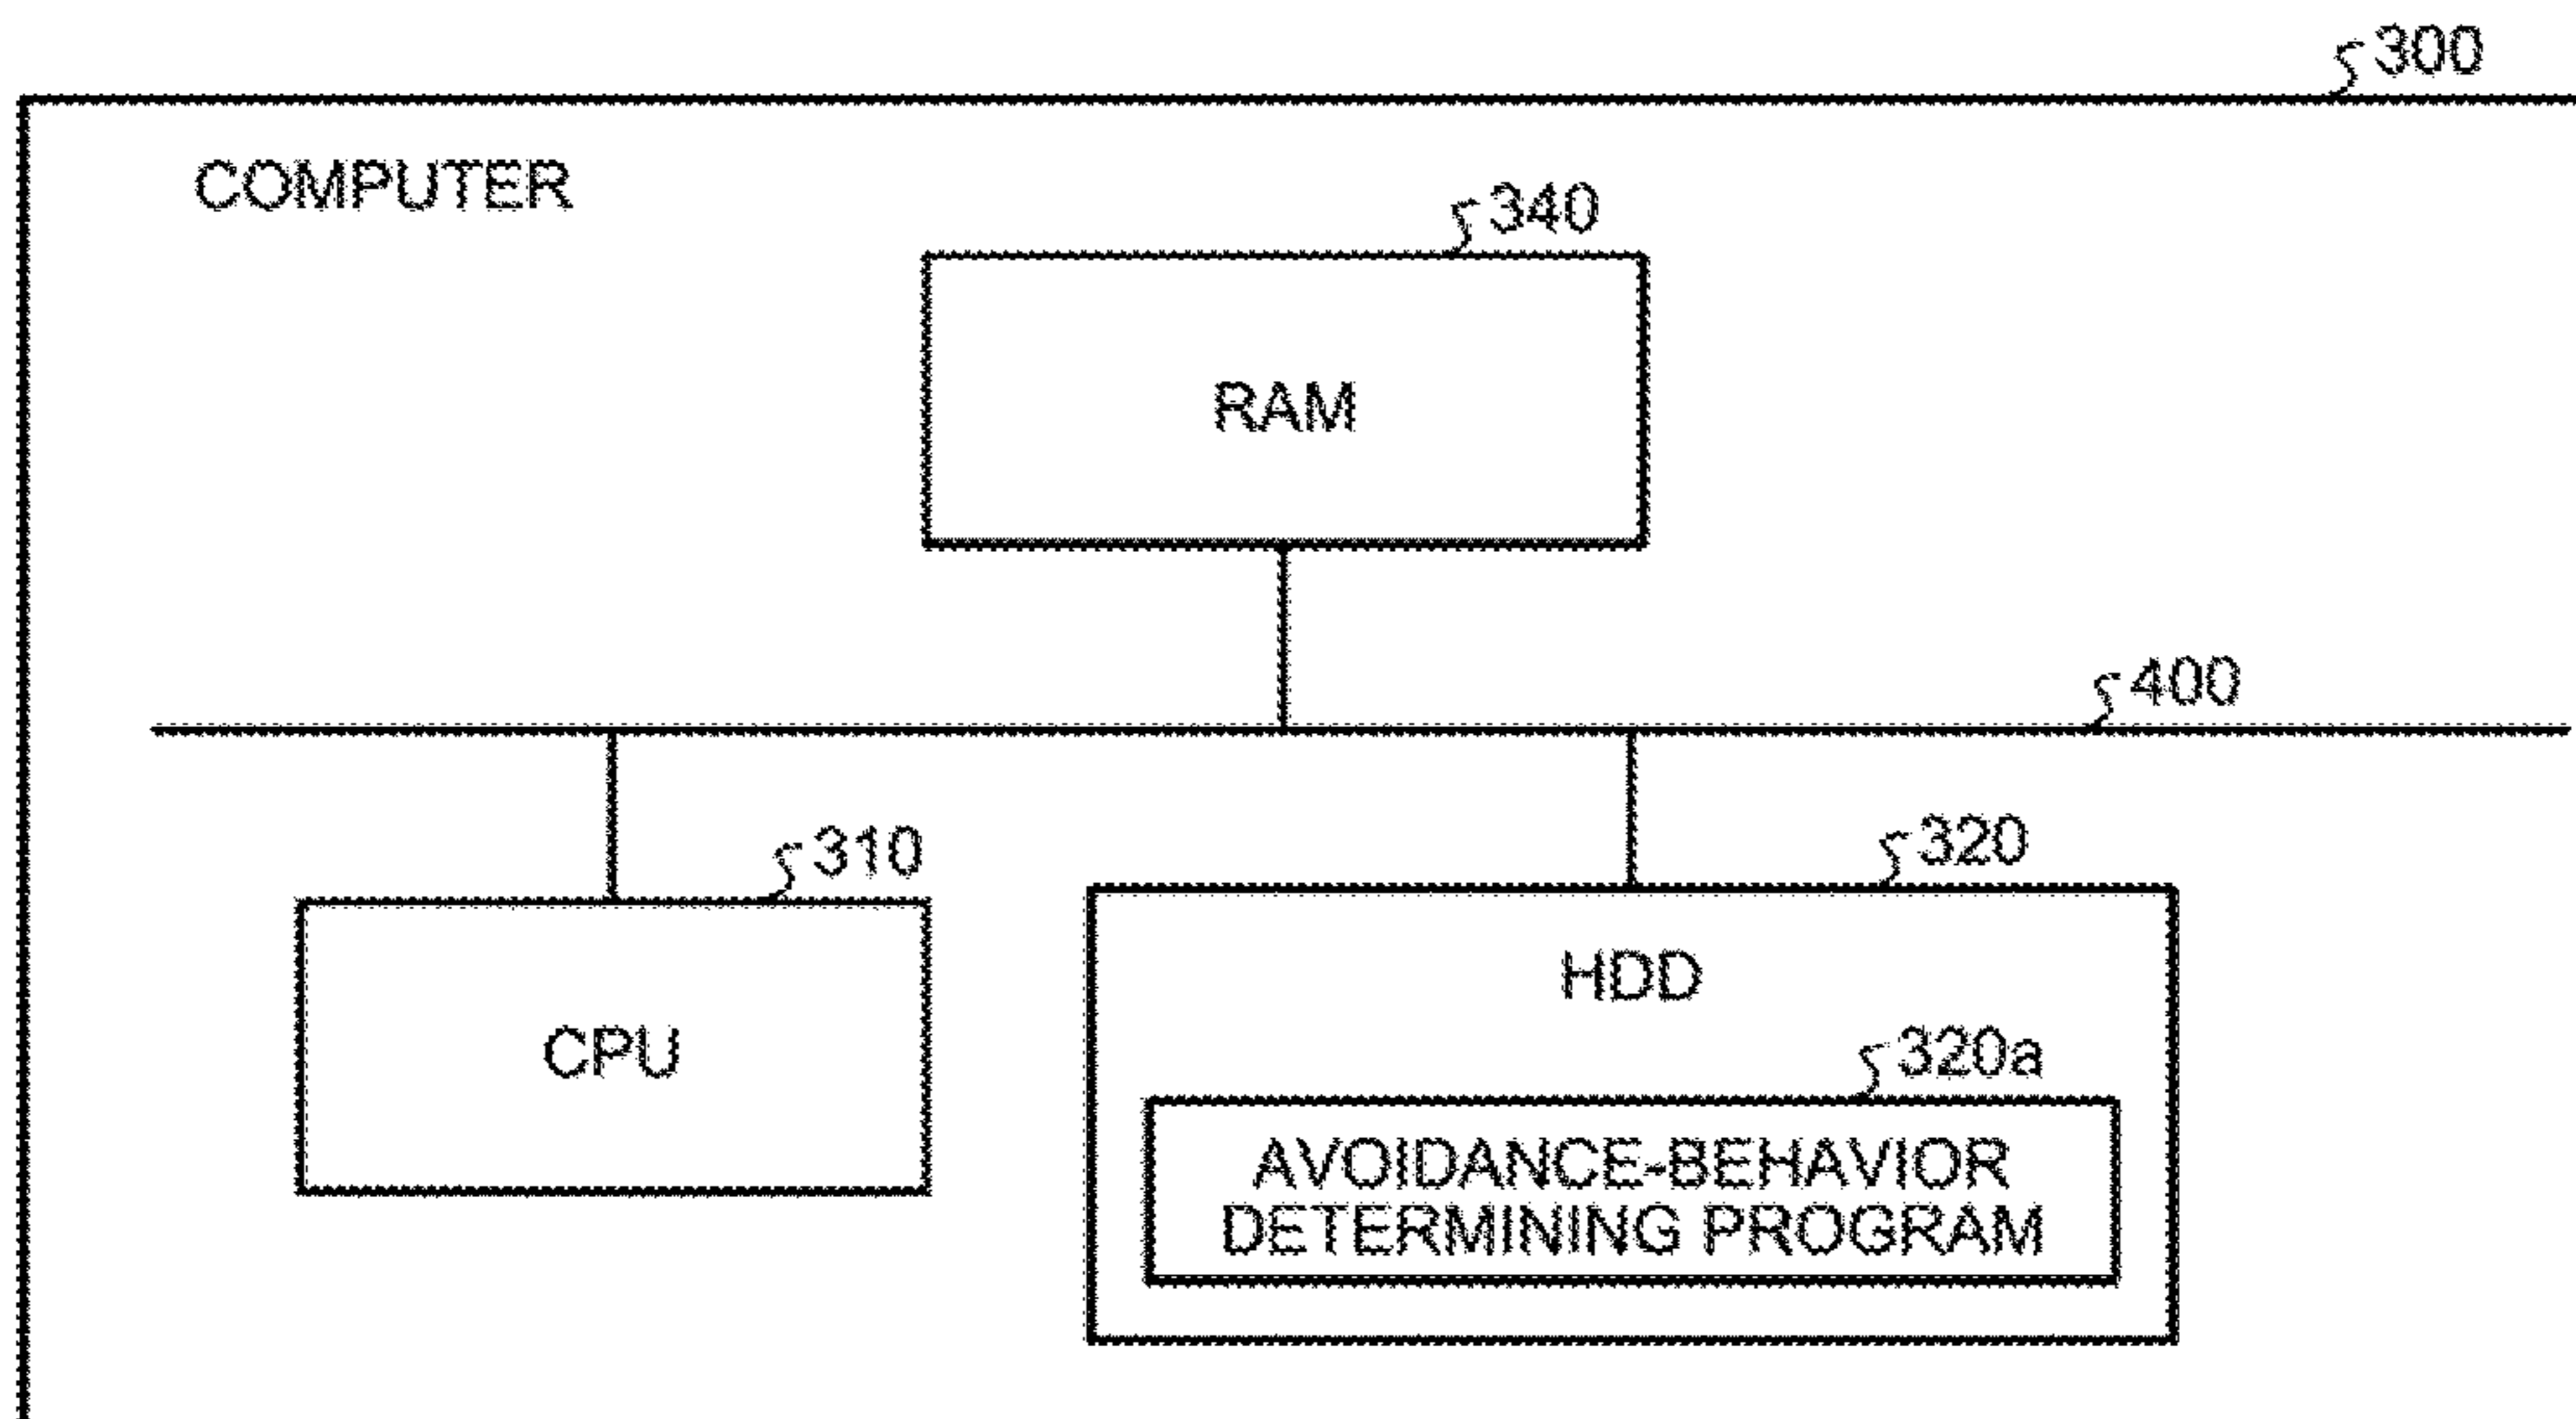 300
COMPUTER
340
RAM
400
310
CPU
320
HDD
320a
AVOIDANCE-BEHAVIOR
DETERMINING PROGRAM